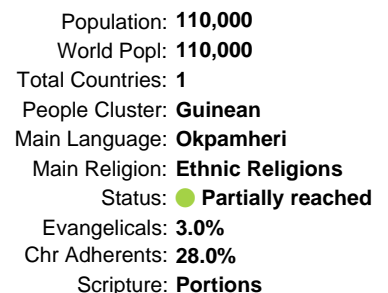 Population: 110,000
World Popl: 110,000
Total Countries: 1
People Cluster: Guinean
Main Language: Okpamheri
Main Religion: Ethnic Religions
Status: Partially reached
Evangelicals: 3.0%
Chr Adherents: 28.0%
Scripture: Portions